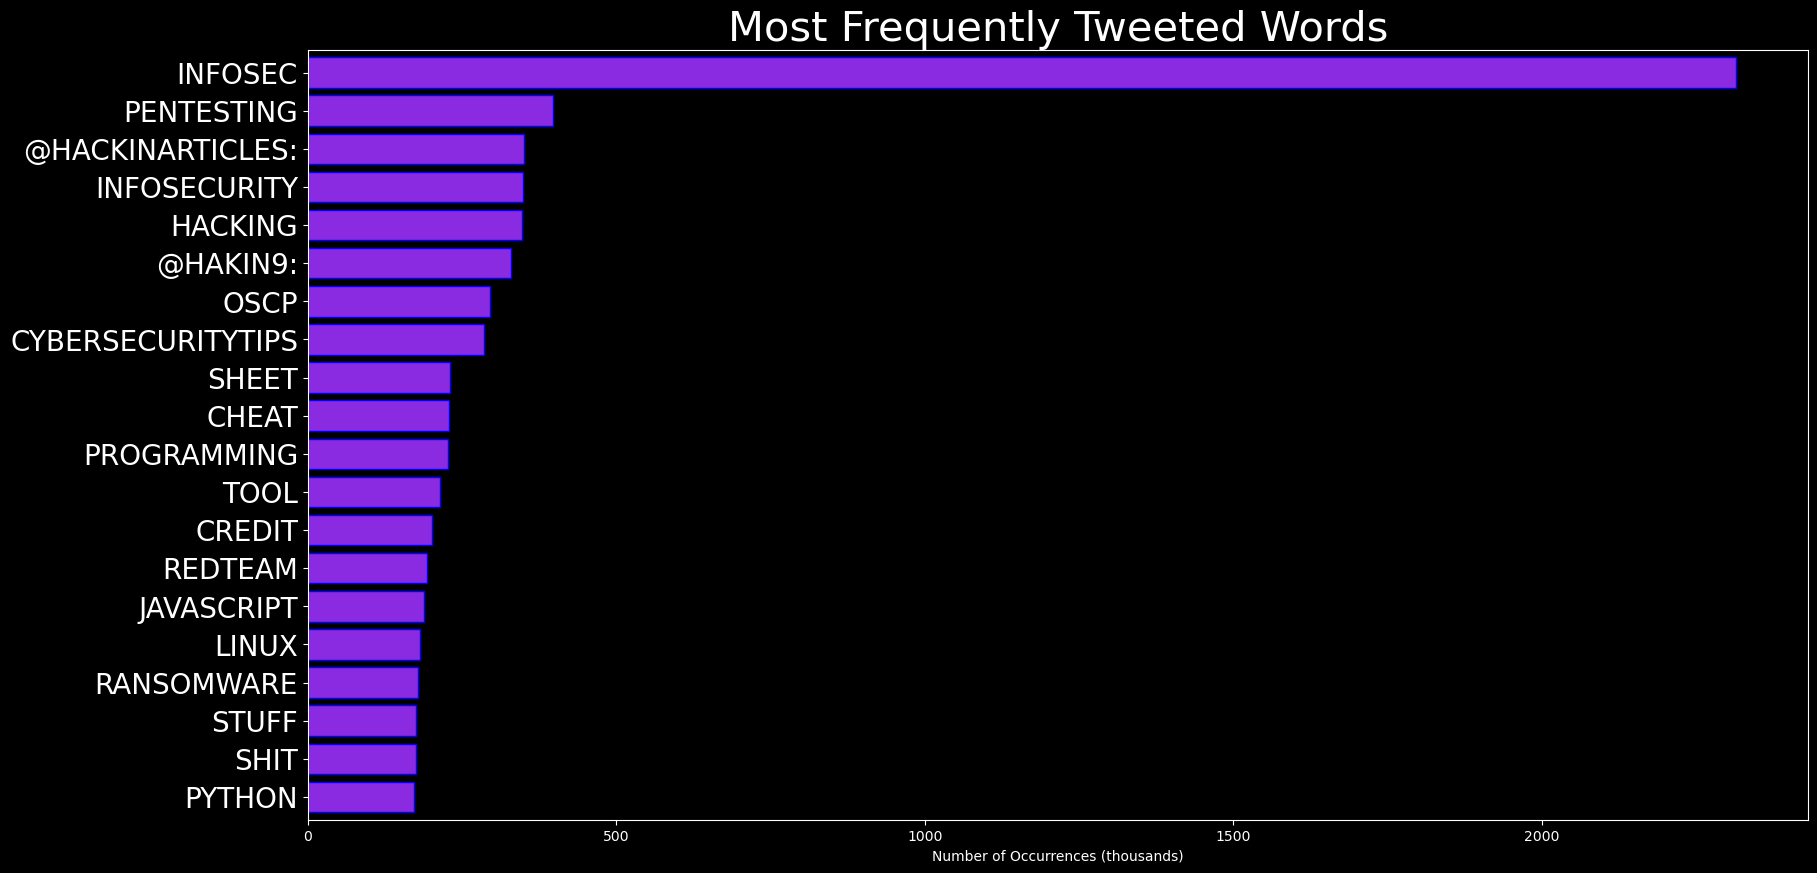 Most Frequently Tweeted Words
INFOSEC
PENTESTING
@HACKINARTICLES:
INFOSECURITY
HACKING
@HAKIN9:
OSCP
CYBERSECURITYTIPS
SHEET
CHEAT
PROGRAMMING
TOOL
CREDIT
REDTEAM
JAVASCRIPT
LINUX
RANSOMWARE
STUFF
SHIT
PYTHON
0 500 1000 1500 2000
Number of Occurrences (thousands)